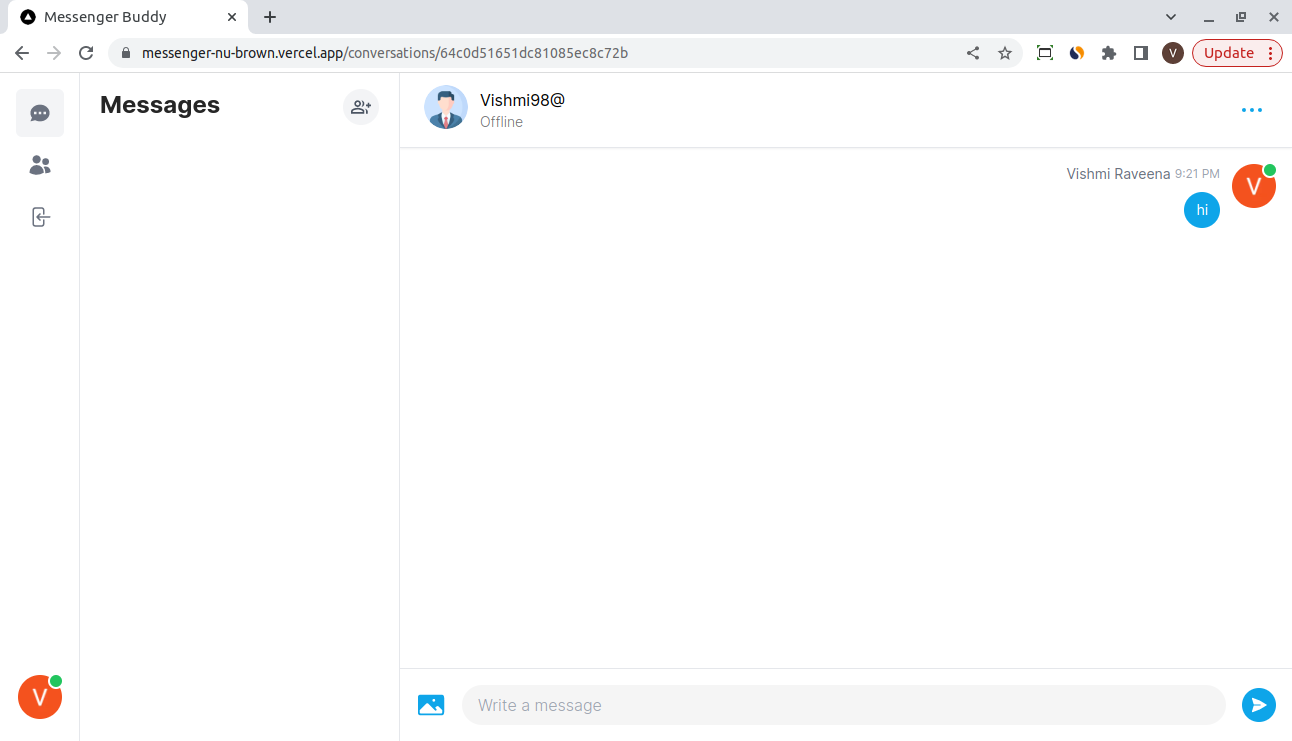 Messenger Buddy
messenger-nu-brown.vercel.app/conversations/64c0d51651dc81085ec8c72b
V
Update
Messages
Vishmi98@
Offline
Vishmi Raveena 9:21 PM
V
hi
V
Write a message